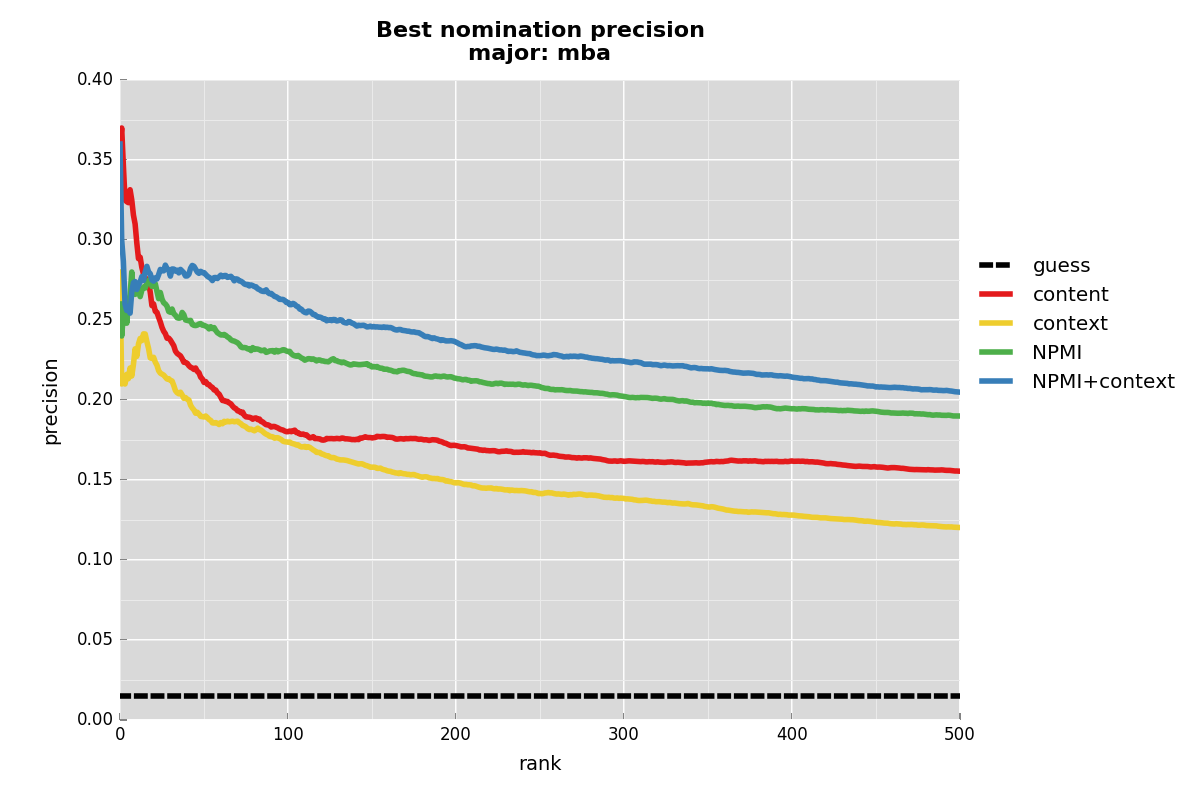 Best nomination precision
major: mba
0.40
0.35
0.30
0.25
0.20
0.15
0.10
0.05
0.00
precision
0 100 200 300 400 500
rank
guess
content
context
NPMI
NPMI+context